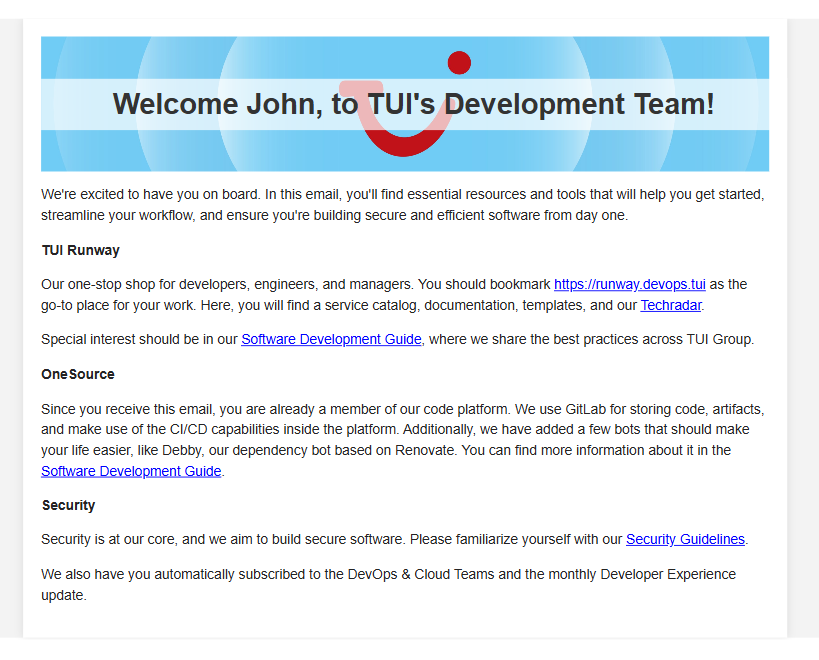 Welcome John, to TUI's Development Team!
We're excited to have you on board. In this email, you'll find essential resources and tools that will help you get started,
streamline your workflow, and ensure you're building secure and efficient software from day one.
TUI Runway
Our one-stop shop for developers, engineers, and managers. You should bookmark https://runway.devops.tui as the
go-to place for your work. Here, you will find a service catalog, documentation, templates, and our Techradar.
Special interest should be in our Software Development Guide, where we share the best practices across TUI Group.
OneSource
Since you receive this email, you are already a member of our code platform. We use GitLab for storing code, artifacts,
and make use of the CI/CD capabilities inside the platform. Additionally, we have added a few bots that should make
your life easier, like Debby, our dependency bot based on Renovate. You can find more information about it in the
Software Development Guide.
Security
Security is at our core, and we aim to build secure software. Please familiarize yourself with our Security Guidelines.
We also have you automatically subscribed to the DevOps & Cloud Teams and the monthly Developer Experience
update.